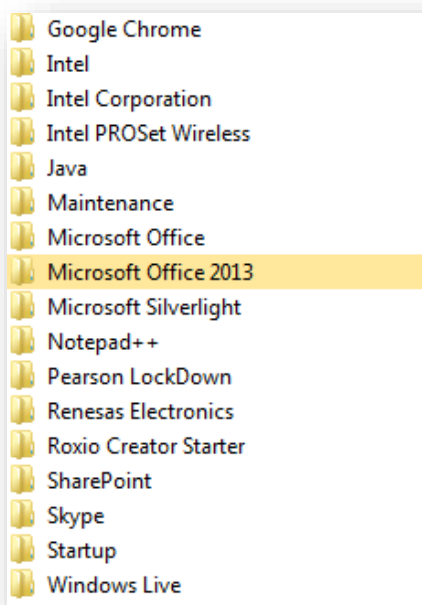 Google Chrome
Intel
Intel Corporation
Intel PROSet Wireless
Java
Maintenance
Microsoft Office
Microsoft Office 2013
Microsoft Silverlight
Notepad++
Pearson LockDown
Renesas Electronics
Roxio Creator Starter
SharePoint
Skype
Startup
Windows Live